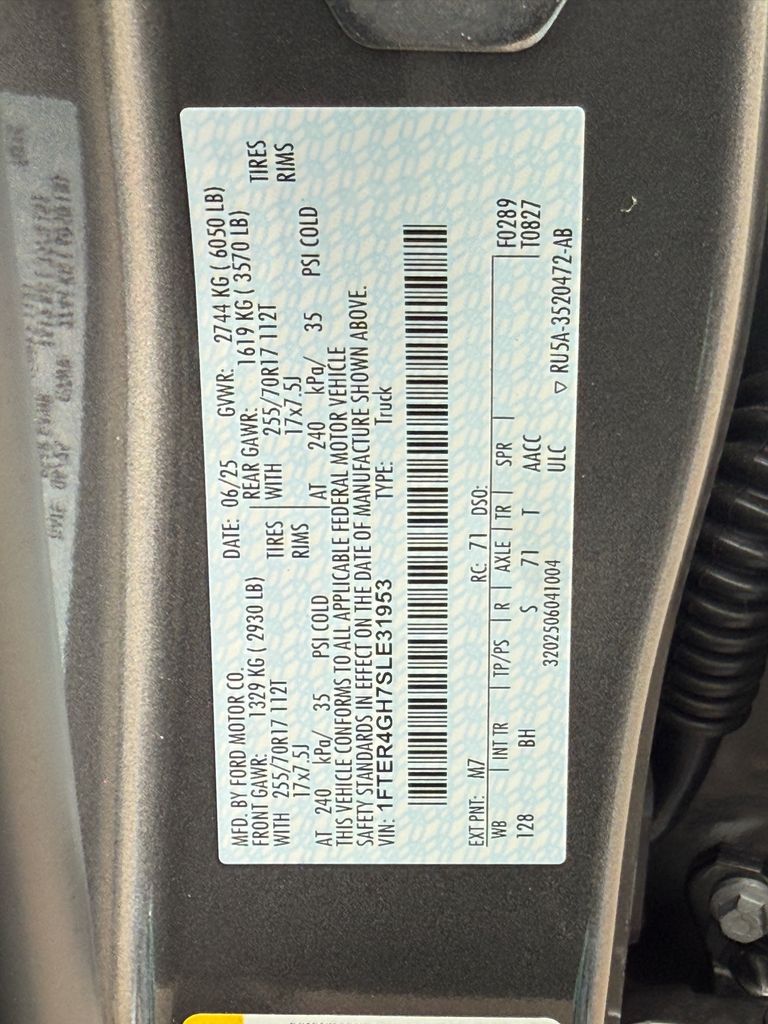 MFD. BY FORD MOTOR CO. DATE: 06/25 GVWR: 2744 KG ( 6050 LB)
FRONT GAWR: 1329 KG ( 2930 LB) REAR GAWR: 1619 KG ( 3570 LB)
WITH 255/70R17 112T TIRES WITH 255/70R17 112T TIRES
17x7.5J RIMS 17x7.5J RIMS
AT 240 kPa/ 35 PSI COLD AT 240 kPa/ 35 PSI COLD
THIS VEHICLE CONFORMS TO ALL APPLICABLE FEDERAL MOTOR VEHICLE
SAFETY STANDARDS IN EFFECT ON THE DATE OF MANUFACTURE SHOWN ABOVE.
VIN: 1FTER4GH7SLE31953 TYPE: Truck
EXT PNT: M7 RC: 71 DSO: F0289
WB INT TR TP/PS R AXLE TR SPR T0827
128 BH S 71 T AACC
3202506041004 ULC ▽ RU5A-3520472-AB